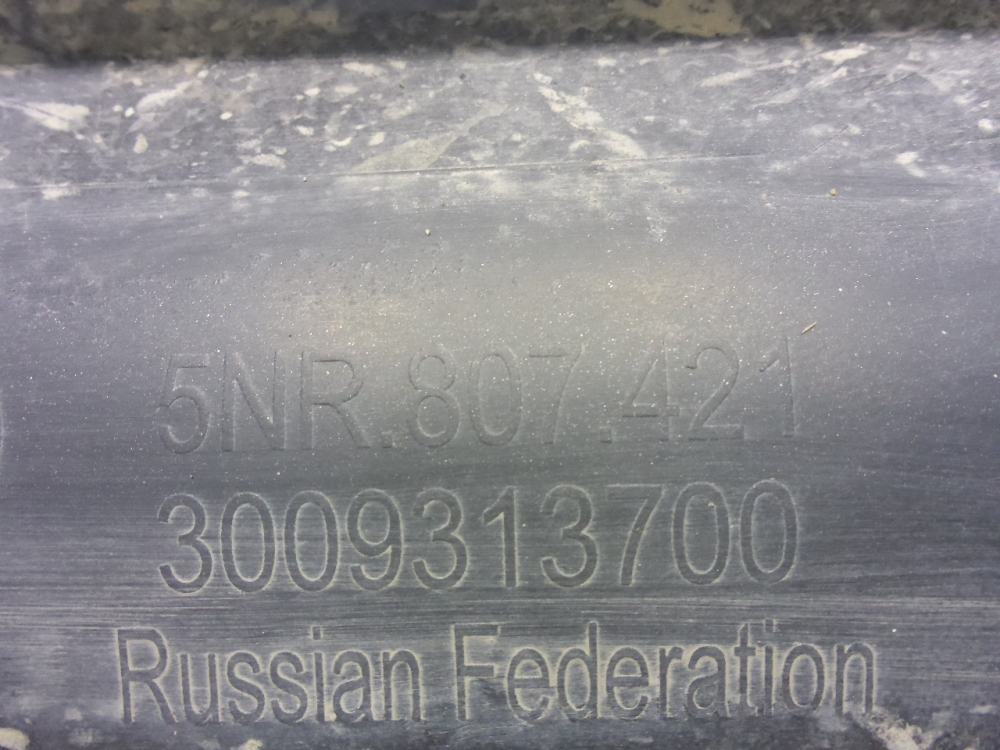 5NR.807.421
3009313700
Russian Federation